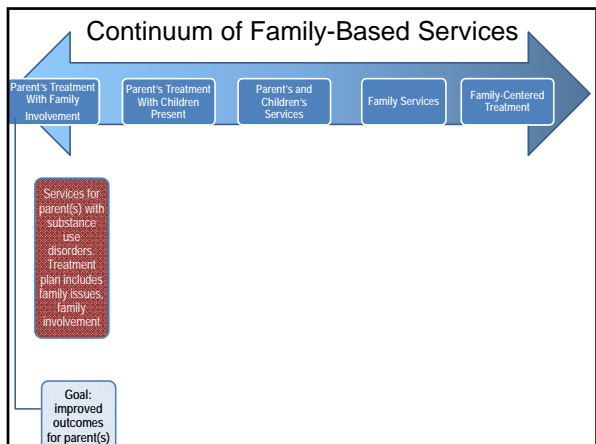 Continuum of Family-Based Services
Parent's Treatment
With Family
Involvement
Parent's Treatment
With Children
Present
Parent's and
Children's
Services
Family Services
Family-Centered
Treatment
Services for
parent(s) with
substance
use
disorders.
Treatment
plan includes
family issues,
family
involvement
Goal:
improved
outcomes
for parent(s)